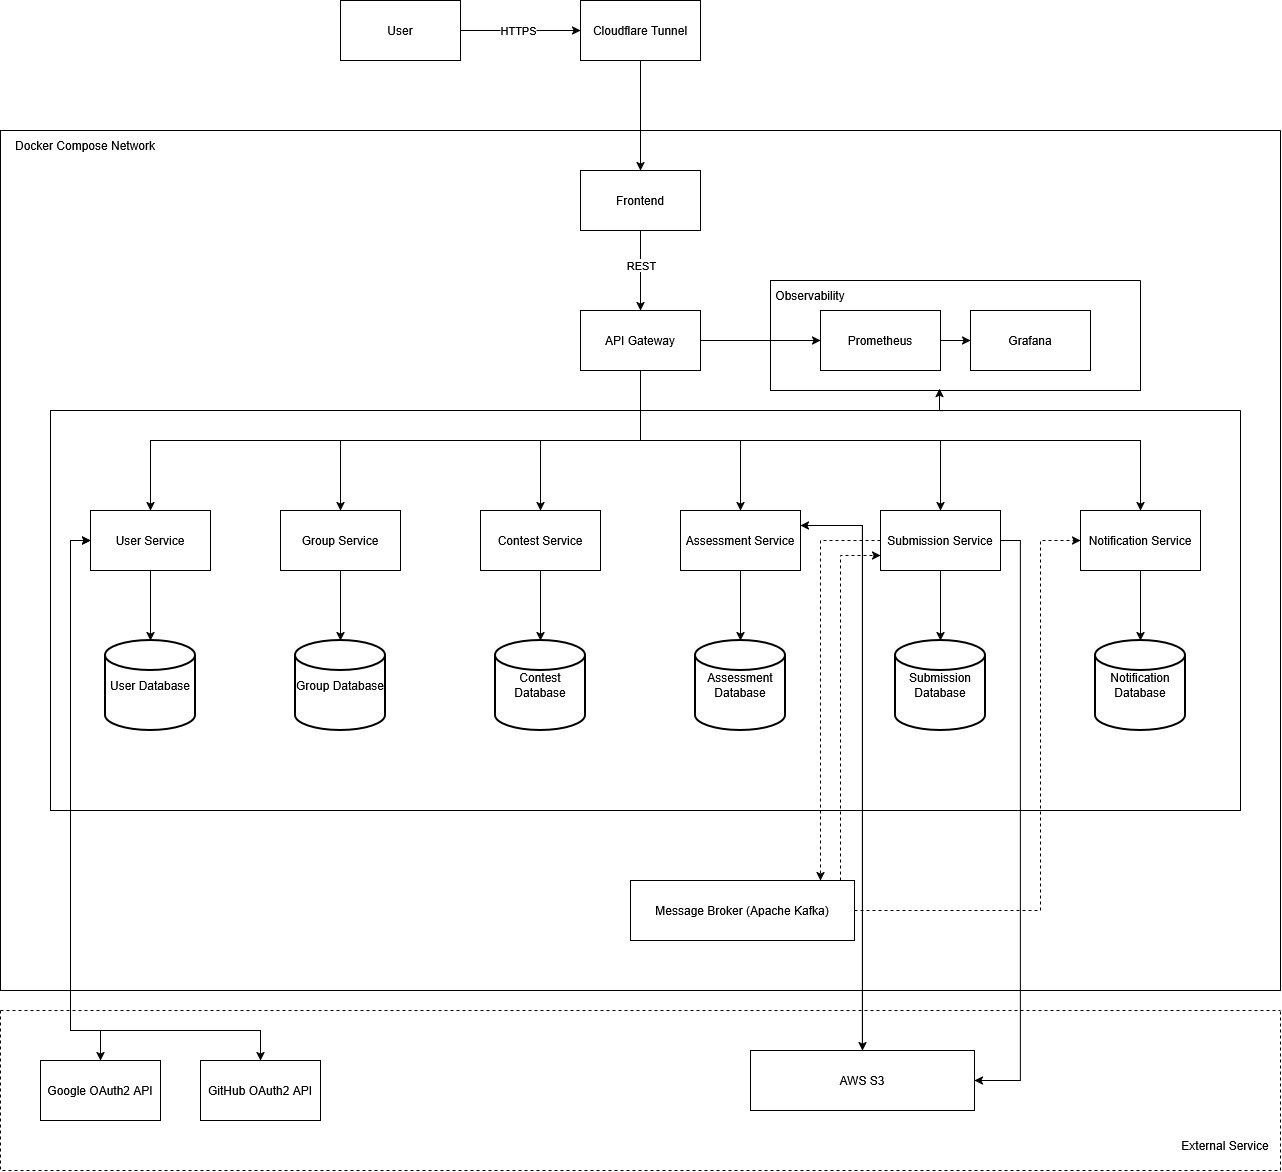 User
HTTPS
Cloudflare Tunnel
Docker Compose Network
Frontend
REST
Observability
API Gateway
Prometheus
Grafana
User Service
Group Service
Contest Service
Assessment Service
Submission Service
Notification Service
User Database
Group Database
Contest
Database
Assessment
Database
Submission
Database
Notification
Database
Message Broker (Apache Kafka)
Google OAuth2 API
GitHub OAuth2 API
AWS S3
External Service